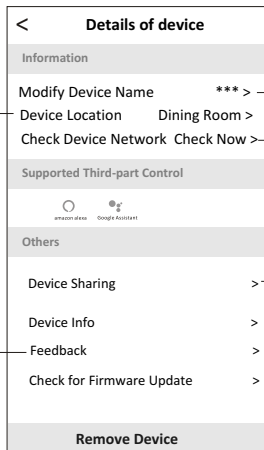 < Details of device
Information
Modify Device Name *** >
Device Location Dining Room >
Check Device Network Check Now >
Supported Third-part Control
amazon alexa Google Assistant
Others
Device Sharing >
Device Info >
Feedback >
Check for Firmware Update >
Remove Device